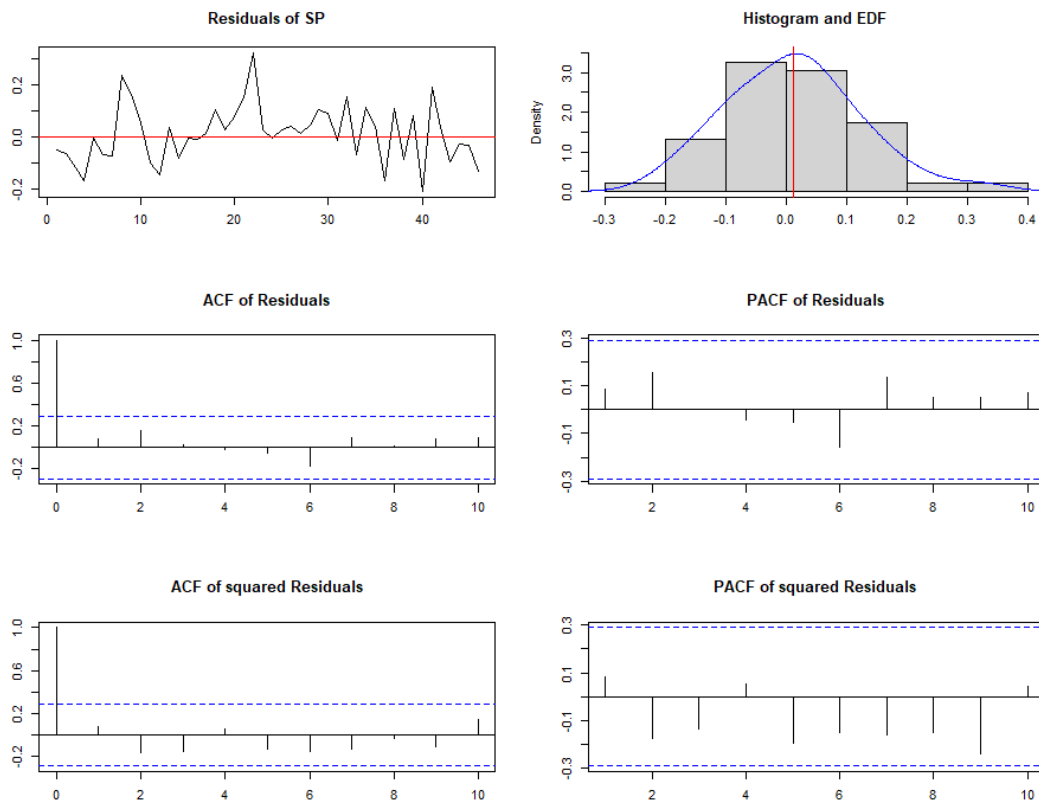 Residuals of SP
0.2
0.0
-0.2
0 10 20 30 40
Histogram and EDF
Density
3.0
2.0
1.0
0.0
-0.3 -0.2 -0.1 0.0 0.1 0.2 0.3 0.4
ACF of Residuals
1.0
0.6
0.2
-0.2
0 2 4 6 8 10
PACF of Residuals
0.3
0.1
-0.1
-0.3
2 4 6 8 10
ACF of squared Residuals
1.0
0.6
0.2
-0.2
0 2 4 6 8 10
PACF of squared Residuals
0.3
0.1
-0.1
-0.3
2 4 6 8 10